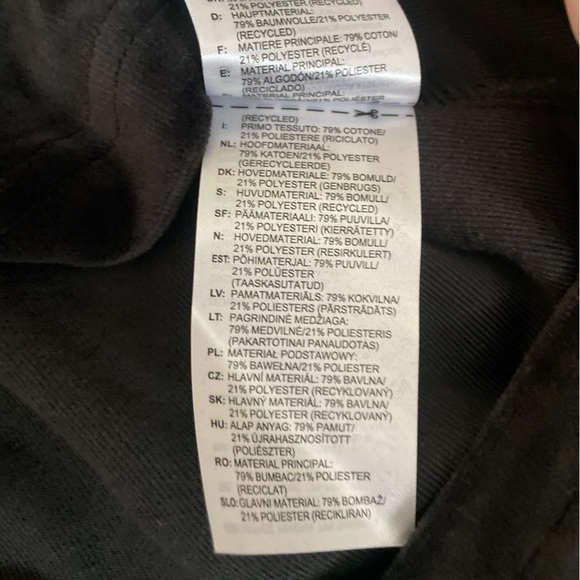 21% POLYESTER (RECYCLED)
D: HAUPTMATERIAL:
79% BAUMWOLLE/21% POLYESTER
(RECYCLED)
F: MATIERE PRINCIPALE: 79% COTON/
21% POLYESTER (RECYCLÉ)
E: MATERIAL PRINCIPAL:
79% ALGODÓN/21% POLIESTER
(RECICLADO)
MATERIAL PRINCIPAL:
(RECYCLED)
I: PRIMO TESSUTO: 79% COTONE/
21% POLIESTERE (RICICLATO)
NL: HOOFDMATERIAAL:
79% KATOEN/21% POLYESTER
(GERECYCLEERDE)
DK: HOVEDMATERIALE: 79% BOMULD/
21% POLYESTER (GENBRUGS)
S: HUVUDMATERIAL: 79% BOMULL/
21% POLYESTER (RECYCLED)
SF: PÄÄMATERIAALI: 79% PUUVILLA/
21% POLYESTERI (KIERRÄTETTY)
N: HOVEDMATERIAL: 79% BOMULL/
21% POLYESTER (RESIRKULERT)
EST: PÕHIMATERJAL: 79% PUUVILL/
21% POLÜESTER
(TAASKASUTATUD)
LV: PAMATMATERIĀLS: 79% KOKVILNA/
21% POLIESTERS (PĀRSTRĀDĀTS)
LT: PAGRINDINĖ MEDŽIAGA:
79% MEDVILNĖ/21% POLIESTERIS
(PAKARTOTINAI PANAUDOTAS)
PL: MATERIAŁ PODSTAWOWY:
79% BAWEŁNA/21% POLIESTER
CZ: HLAVNÍ MATERIÁL: 79% BAVLNA/
21% POLYESTER (RECYKLOVANÝ)
SK: HLAVNÝ MATERIÁL: 79% BAVLNA/
21% POLYESTER (RECYKLOVANÝ)
HU: ALAP ANYAG: 79% PAMUT/
21% ÚJRAHASZNOSÍTOTT
(POLIÉSZTER)
RO: MATERIAL PRINCIPAL:
79% BUMBAC/21% POLIESTER
(RECICLAT)
SLO: GLAVNI MATERIAL: 79% BOMBAŽ/
21% POLIESTER (RECIKLIRAN)